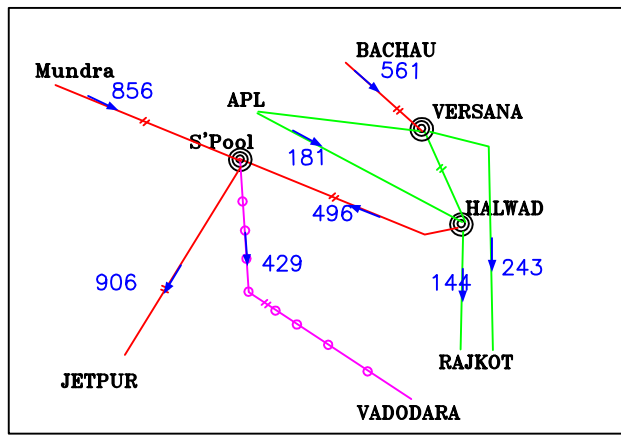 BACHAU
Mundra
561
856
APL
VERSANA
S'Pool
181
HALWAD
496
429
243
906
144
RAJKOT
JETPUR
VADODARA